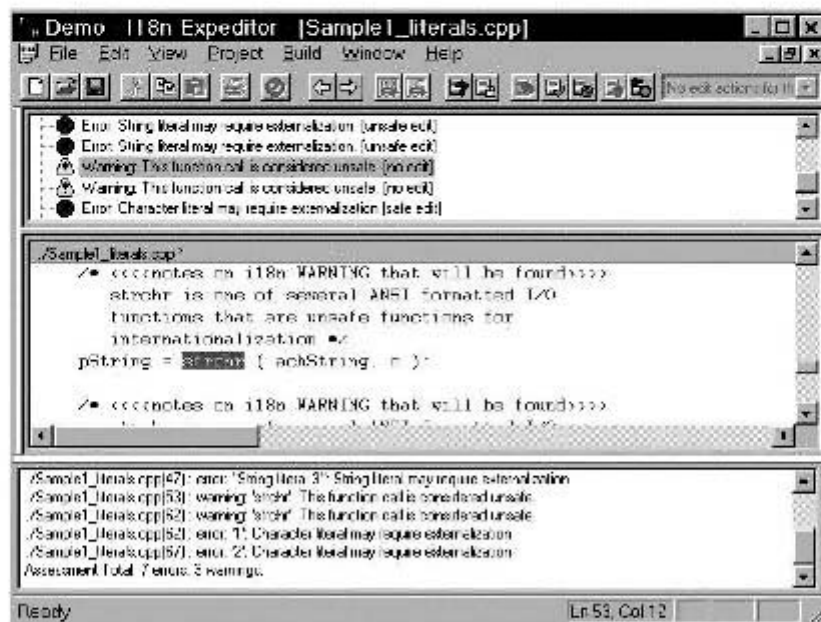 Demo I18n Expeditor [Sample1_literals.cpp]
File Edit View Project Build Window Help
No edit actions for th
Error: String literal may require externalization. [unsafe edit]
Error: String literal may require externalization. [unsafe edit]
Warning: This function call is considered unsafe. [no edit]
Warning: This function call is considered unsafe. [no edit]
Error: Character literal may require externalization [safe edit]
./Sample1_literals.cpp *
/* <<<<notes on i18n WARNING that will be found>>>>
strchr is one of several ANSI formatted I/O
functions that are unsafe functions for
internationalization */
pString = strchr ( achString, c );
/* <<<<notes on i18n WARNING that will be found>>>>
./Sample1_literals.cpp(47) : error: "String literal 3": String literal may require externalization
./Sample1_literals.cpp(53) : warning: 'strchr': This function call is considered unsafe
./Sample1_literals.cpp(62) : warning: 'strchr': This function call is considered unsafe
./Sample1_literals.cpp(62) : error: '1': Character literal may require externalization
./Sample1_literals.cpp(67) : error: '2': Character literal may require externalization
Assessment Total: 7 errors, 3 warnings.
Ready
Ln 53, Col 12